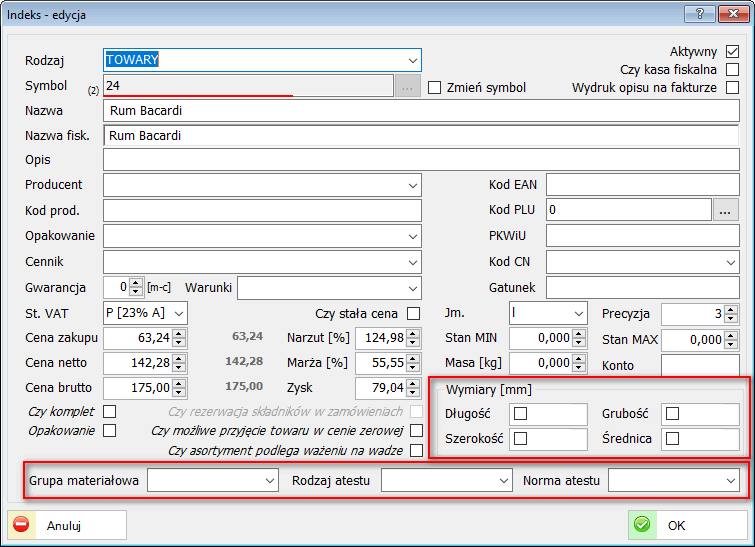 Indeks - edycja
? ×
Rodzaj TOWARY Aktywny
Czy kasa fiskalna
Symbol (2) 24 ... Zmień symbol Wydruk opisu na fakturze
Nazwa Rum Bacardi
Nazwa fisk. Rum Bacardi
Opis
Producent Kod EAN
Kod prod. Kod PLU 0 ...
Opakowanie PKWiU
Cennik Kod CN
Gwarancja 0 [m-c] Warunki Gatunek
St. VAT P [23% A] Czy stała cena Jm. l Precyzja 3
Cena zakupu 63,24 63,24 Narzut [%] 124,98 Stan MIN 0,000 Stan MAX 0,000
Cena netto 142,28 142,28 Marża [%] 55,55 Masa [kg] 0,000 Konto
Cena brutto 175,00 175,00 Zysk 79,04
Wymiary [mm]
Czy komplet Czy rezerwacja składników w zamówieniach Długość Grubość
Opakowanie Czy możliwe przyjęcie towaru w cenie zerowej Szerokość Średnica
Czy asortyment podlega ważeniu na wadze
Grupa materiałowa Rodzaj atestu Norma atestu
Anuluj OK